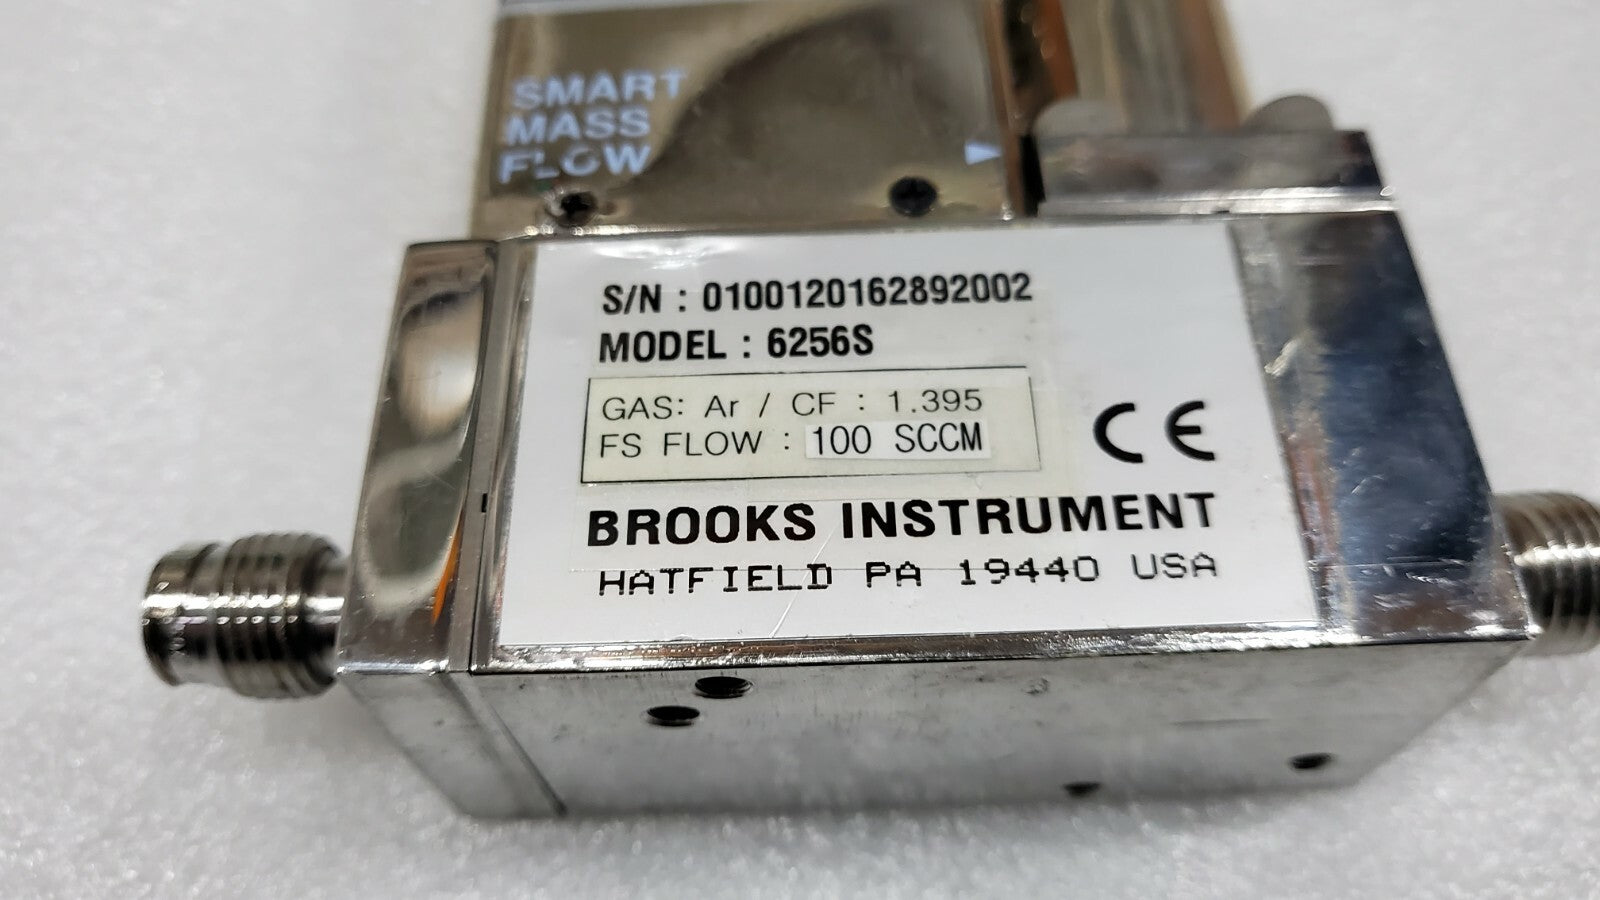 SMART
MASS
FLOW
S/N : 0100120162892002
MODEL : 6256S
GAS: Ar / CF : 1.395
FS FLOW : 100 SCCM
CE
BROOKS INSTRUMENT
HATFIELD PA 19440 USA